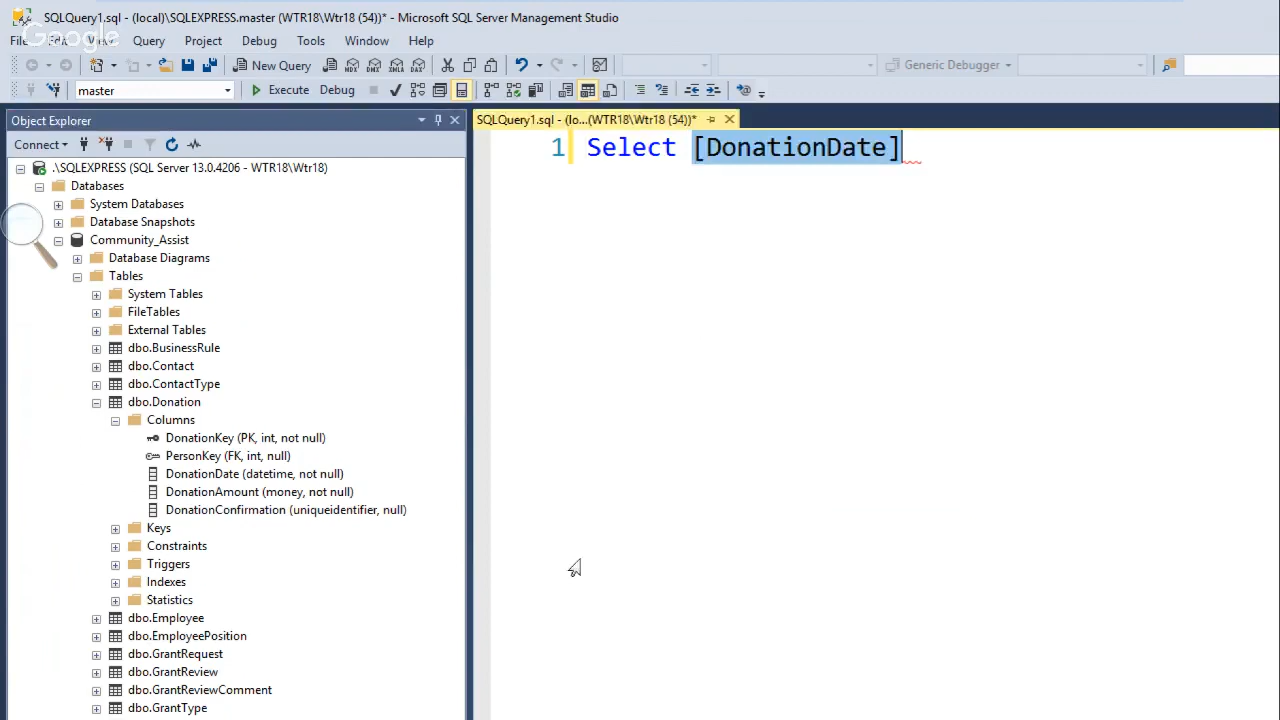 SQLQuery1.sql - (local)\SQLEXPRESS.master (WTR18\Wtr18 (54))* - Microsoft SQL Server Management Studio
Google
File Edit View Query Project Debug Tools Window Help
New Query Generic Debugger
master Execute Debug
Object Explorer
SQLQuery1.sql - (lo...(WTR18\Wtr18 (54))*
Connect
1 Select [DonationDate]
.\SQLEXPRESS (SQL Server 13.0.4206 - WTR18\Wtr18)
Databases
System Databases
Database Snapshots
Community_Assist
Database Diagrams
Tables
System Tables
FileTables
External Tables
dbo.BusinessRule
dbo.Contact
dbo.ContactType
dbo.Donation
Columns
DonationKey (PK, int, not null)
PersonKey (FK, int, null)
DonationDate (datetime, not null)
DonationAmount (money, not null)
DonationConfirmation (uniqueidentifier, null)
Keys
Constraints
Triggers
Indexes
Statistics
dbo.Employee
dbo.EmployeePosition
dbo.GrantRequest
dbo.GrantReview
dbo.GrantReviewComment
dbo.GrantType